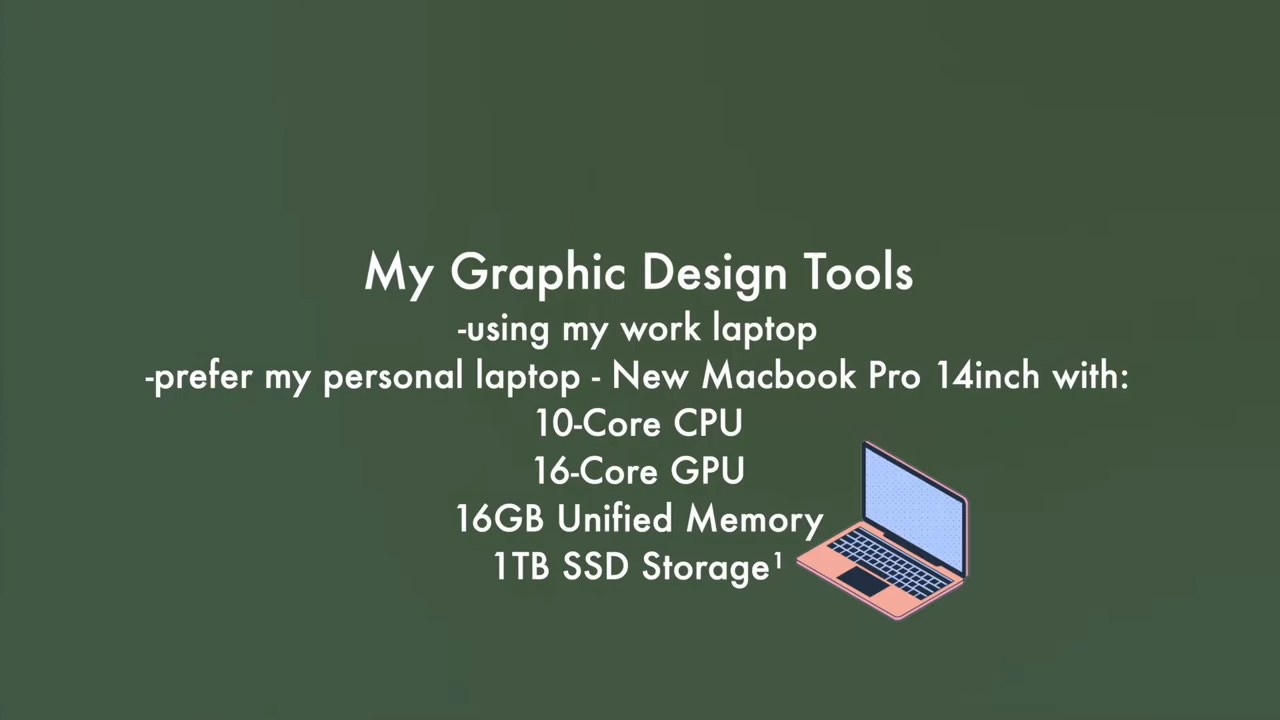 My Graphic Design Tools
-using my work laptop
-prefer my personal laptop - New Macbook Pro 14inch with:
10-Core CPU
16-Core GPU
16GB Unified Memory
1TB SSD Storage¹